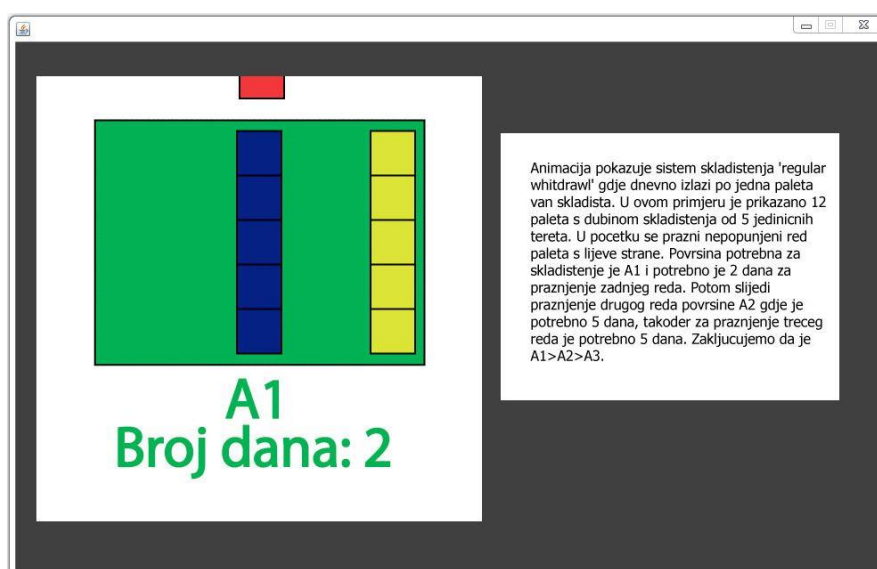 A1
Broj dana: 2
Animacija pokazuje sistem skladistenja 'regular
whitdrawl' gdje dnevno izlazi po jedna paleta
van skladista. U ovom primjeru je prikazano 12
paleta s dubinom skladistenja od 5 jedinicnih
tereta. U pocetku se prazni nepopunjeni red
paleta s lijeve strane. Povrsina potrebna za
skladistenje je A1 i potrebno je 2 dana za
praznjenje zadnjeg reda. Potom slijedi
praznjenje drugog reda povrsine A2 gdje je
potrebno 5 dana, takoder za praznjenje treceg
reda je potrebno 5 dana. Zakljucujemo da je
A1>A2>A3.